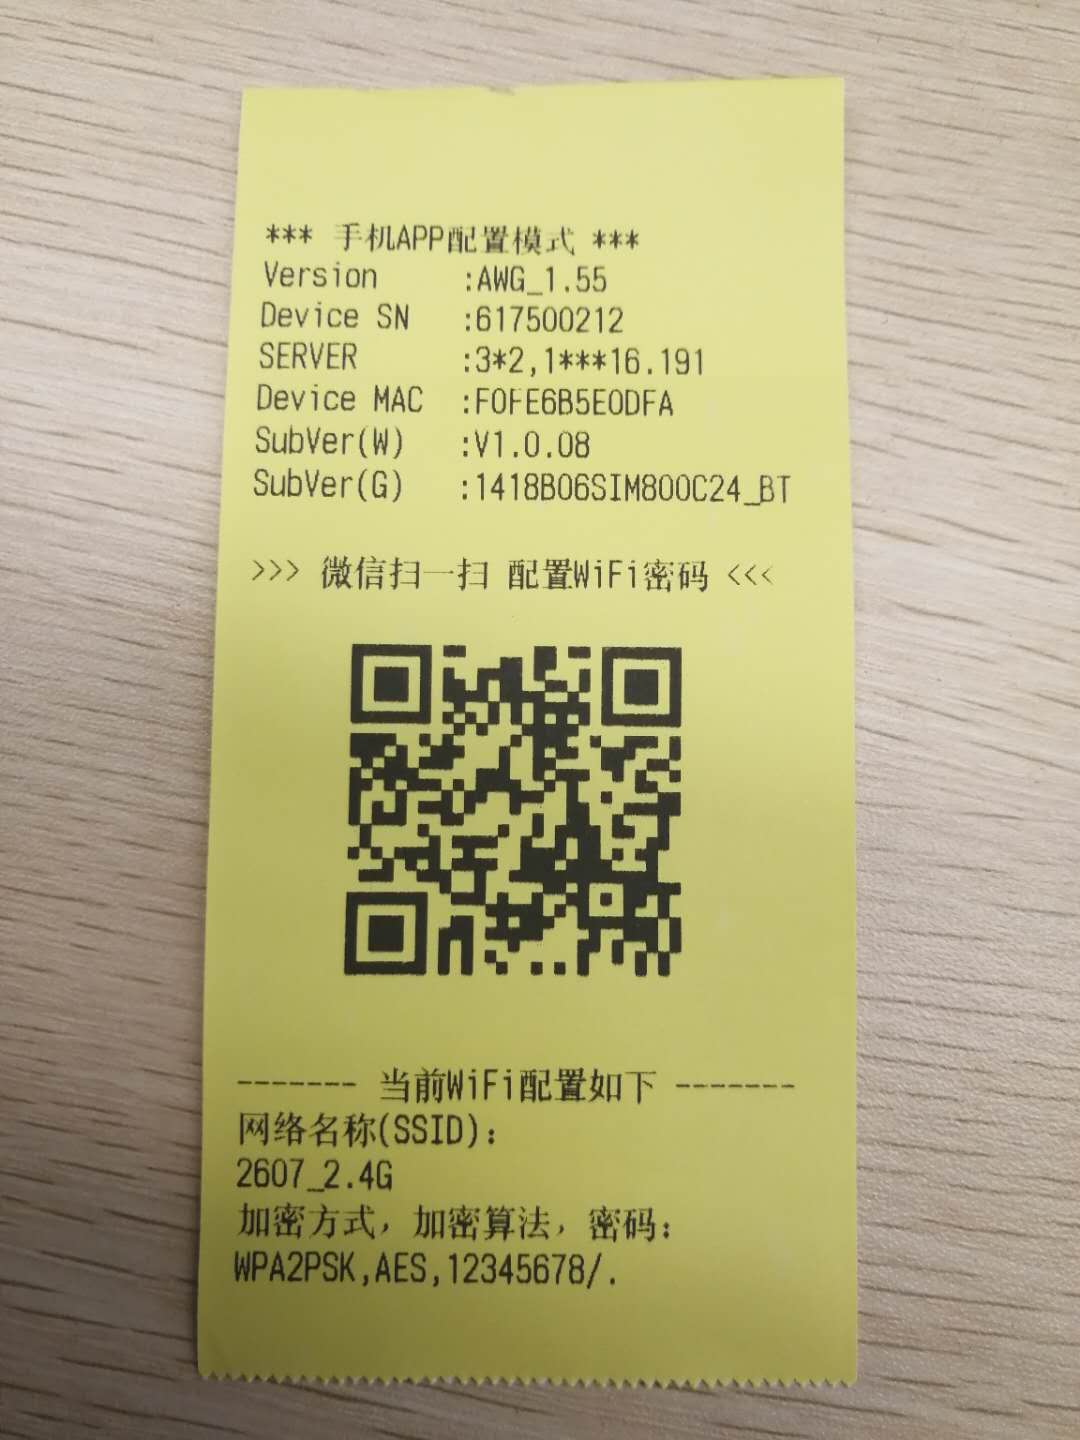 *** 手机APP配置模式 ***
Version :AWG_1.55
Device SN :617500212
SERVER :3*2,1***16.191
Device MAC :F0FE6B5E0DFA
SubVer(W) :V1.0.08
SubVer(G) :1418B06SIM800C24_BT
>>> 微信扫一扫 配置WiFi密码 <<<
------- 当前WiFi配置如下 -------
网络名称(SSID):
2607_2.4G
加密方式, 加密算法, 密码:
WPA2PSK,AES,12345678/.